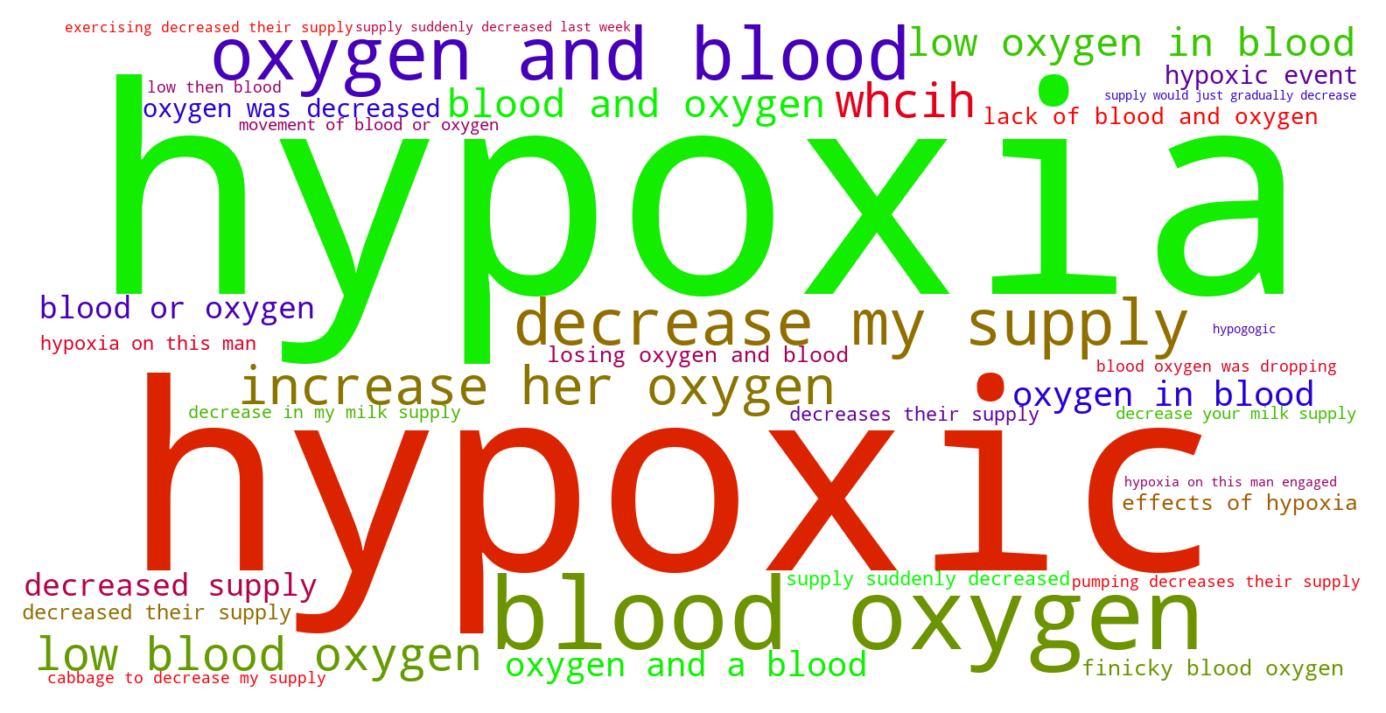 exercising decreased their supply
supply suddenly decreased last week
oxygen and blood
low oxygen in blood
hypoxic event
low then blood
oxygen was decreased
blood and oxygen
whcih
supply would just gradually decrease
lack of blood and oxygen
movement of blood or oxygen
hypoxia
blood or oxygen
decrease my supply
hypogogic
hypoxia on this man
losing oxygen and blood
blood oxygen was dropping
increase her oxygen
oxygen in blood
decrease in my milk supply
decreases their supply
decrease your milk supply
hypoxic
hypoxia on this man engaged
effects of hypoxia
decreased supply
supply suddenly decreased
pumping decreases their supply
decreased their supply
blood oxygen
low blood oxygen
oxygen and a blood
finicky blood oxygen
cabbage to decrease my supply